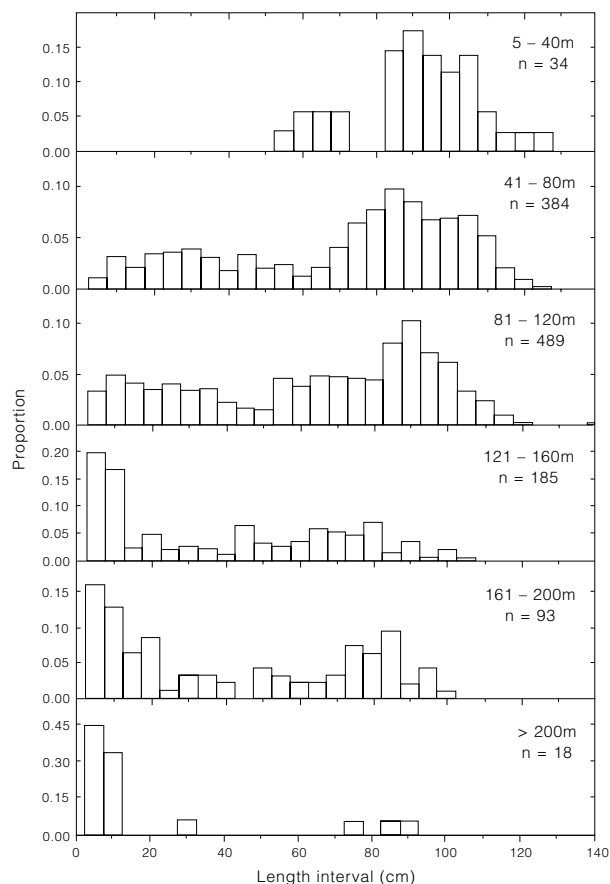 0.15
0.10
0.05
0.00
5 – 40m
n = 34
0.10
0.05
0.00
41 – 80m
n = 384
0.10
0.05
0.00
81 – 120m
n = 489
Proportion
0.20
0.15
0.10
0.05
0.00
121 – 160m
n = 185
0.15
0.10
0.05
0.00
161 – 200m
n = 93
0.45
0.30
0.15
0.00
> 200m
n = 18
0 20 40 60 80 100 120 140
Length interval (cm)